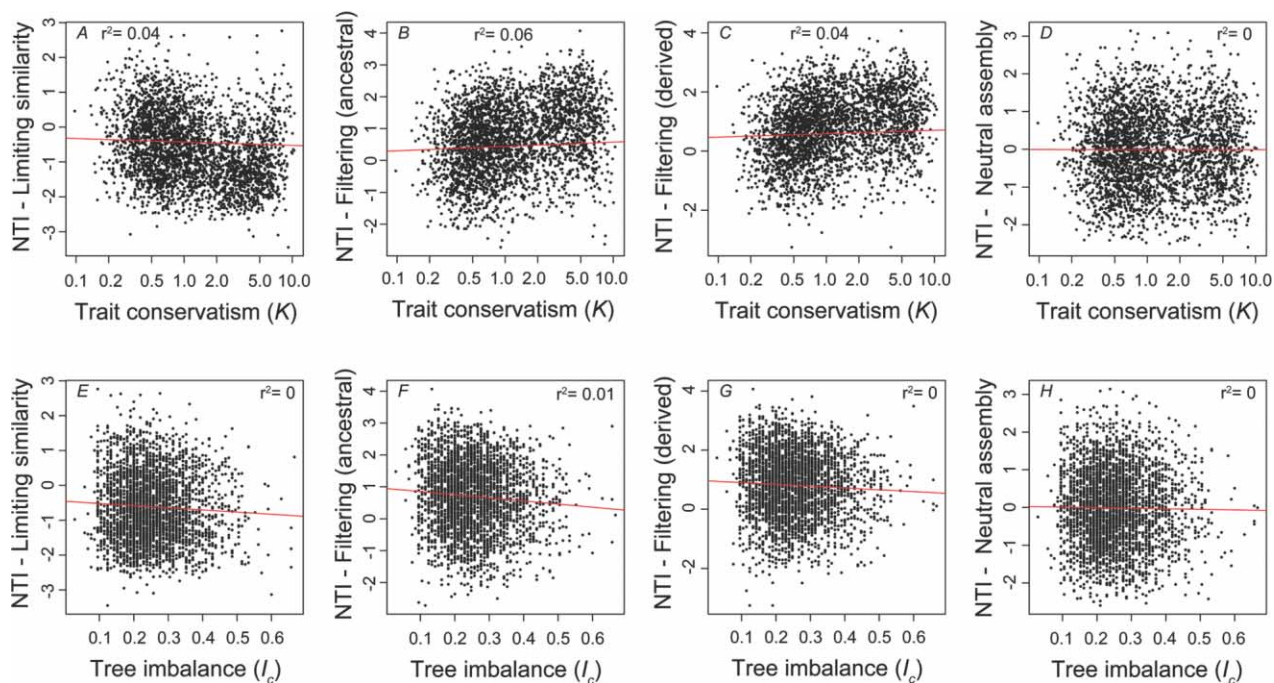 A r²= 0.04
NTI - Limiting similarity
3
2
1
0
-1
-2
-3
0.1 0.2 0.5 1.0 2.0 5.0 10.0
Trait conservatism (K)
B r²= 0.06
NTI - Filtering (ancestral)
4
3
2
1
0
-1
-2
0.1 0.2 0.5 1.0 2.0 5.0 10.0
Trait conservatism (K)
C r²= 0.04
NTI - Filtering (derived)
4
2
0
-2
0.1 0.2 0.5 1.0 2.0 5.0 10.0
Trait conservatism (K)
D r²= 0
NTI - Neutral assembly
3
2
1
0
-1
-2
0.1 0.2 0.5 1.0 2.0 5.0 10.0
Trait conservatism (K)
E r²= 0
NTI - Limiting similarity
3
2
1
0
-1
-2
-3
0.1 0.2 0.3 0.4 0.5 0.6
Tree imbalance (Ic)
F r²= 0.01
NTI - Filtering (ancestral)
4
3
2
1
0
-1
-2
0.1 0.2 0.3 0.4 0.5 0.6
Tree imbalance (Ic)
G r²= 0
NTI - Filtering (derived)
4
2
0
-2
0.1 0.2 0.3 0.4 0.5 0.6
Tree imbalance (Ic)
H r²= 0
NTI - Neutral assembly
3
2
1
0
-1
-2
0.1 0.2 0.3 0.4 0.5 0.6
Tree imbalance (Ic)